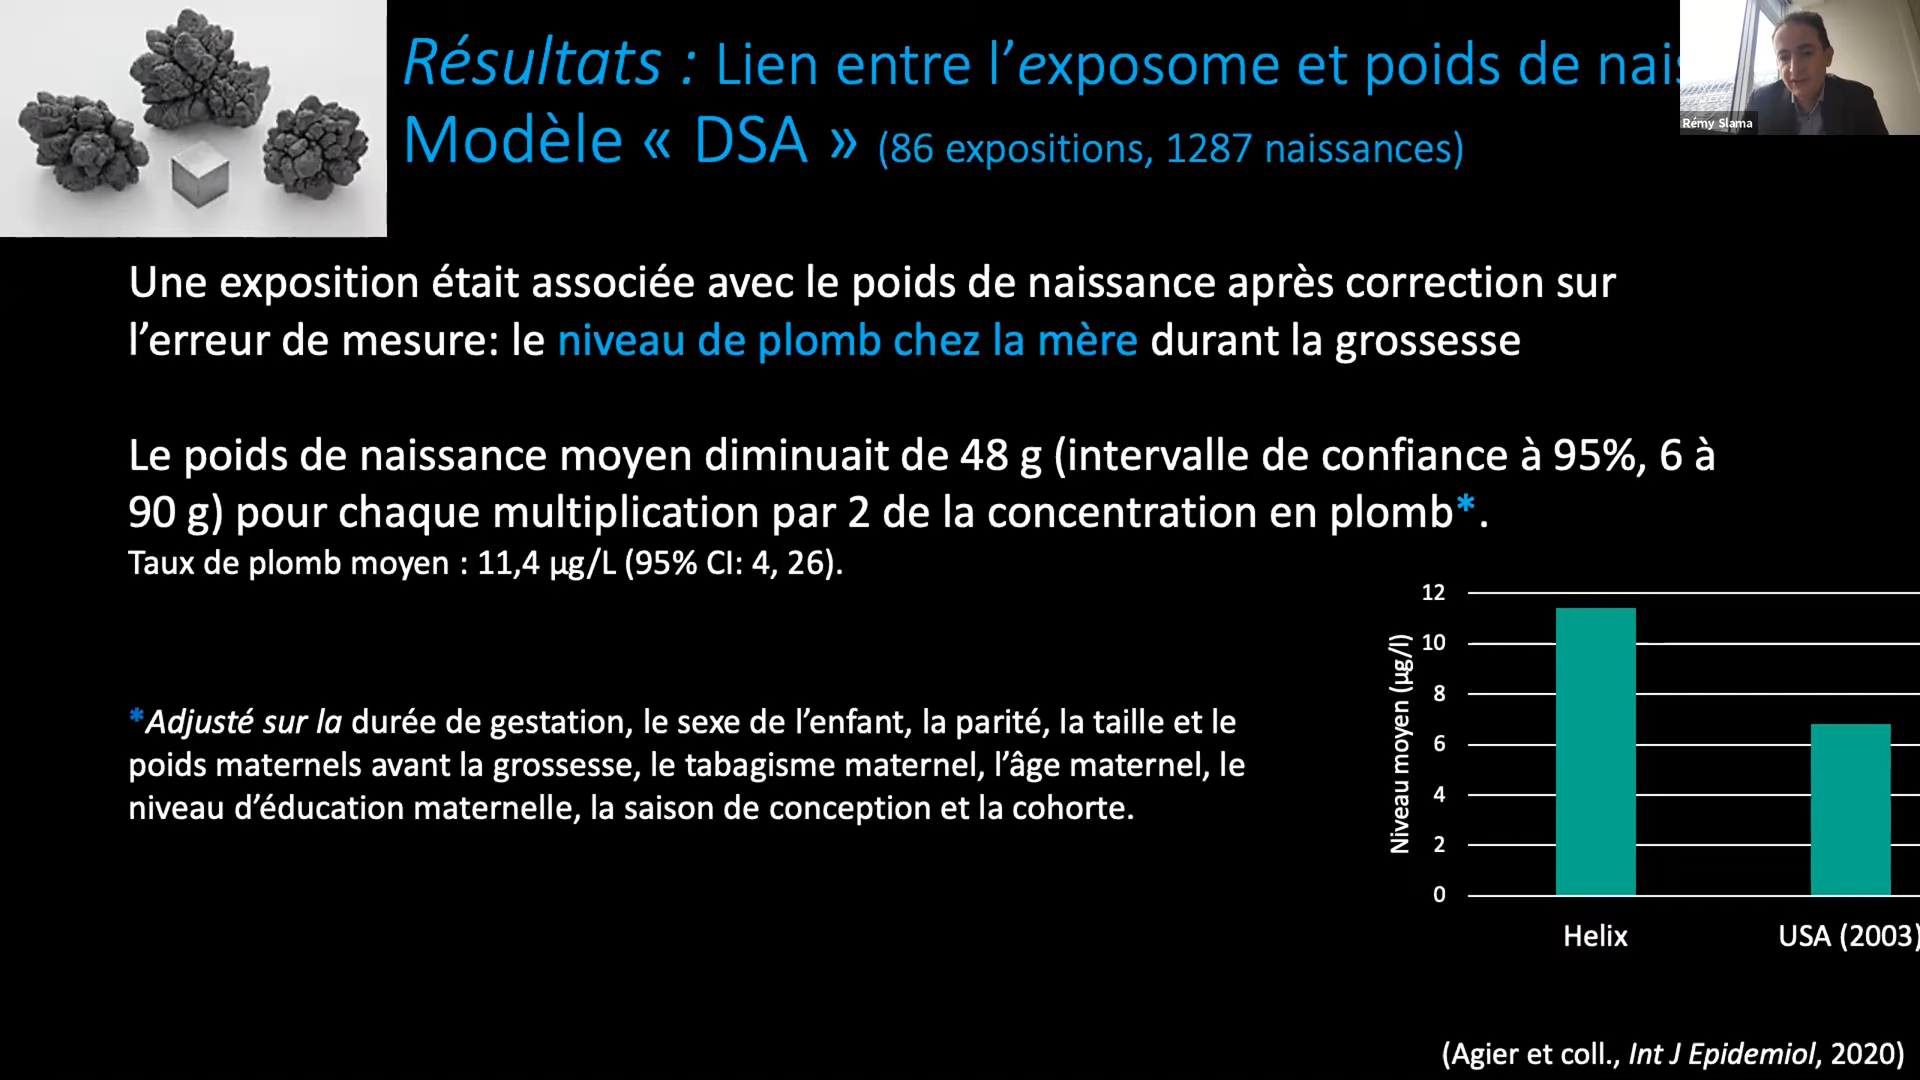 Résultats : Lien entre l’exposome et poids de
Modèle « DSA » (86 expositions, 1287 naissances)
Rémy Slama
Une exposition était associée avec le poids de naissance après correction sur
l’erreur de mesure: le niveau de plomb chez la mère durant la grossesse
Le poids de naissance moyen diminuait de 48 g (intervalle de confiance à 95%, 6 à
90 g) pour chaque multiplication par 2 de la concentration en plomb*.
Taux de plomb moyen : 11,4 µg/L (95% CI: 4, 26).
*Adjusté sur la durée de gestation, le sexe de l’enfant, la parité, la taille et le
poids maternels avant la grossesse, le tabagisme maternel, l’âge maternel, le
niveau d’éducation maternelle, la saison de conception et la cohorte.
Niveau moyen (µg/l)
12
10
8
6
4
2
0
Helix
USA (2003)
(Agier et coll., Int J Epidemiol, 2020)